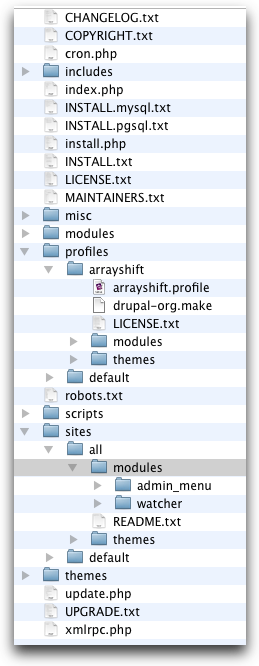 CHANGELOG.txt
COPYRIGHT.txt
cron.php
includes
index.php
INSTALL.mysql.txt
INSTALL.pgsql.txt
install.php
INSTALL.txt
LICENSE.txt
MAINTAINERS.txt
misc
modules
profiles
arrayshift
arrayshift.profile
drupal-org.make
LICENSE.txt
modules
themes
default
robots.txt
scripts
sites
all
modules
admin_menu
watcher
README.txt
themes
default
themes
update.php
UPGRADE.txt
xmlrpc.php